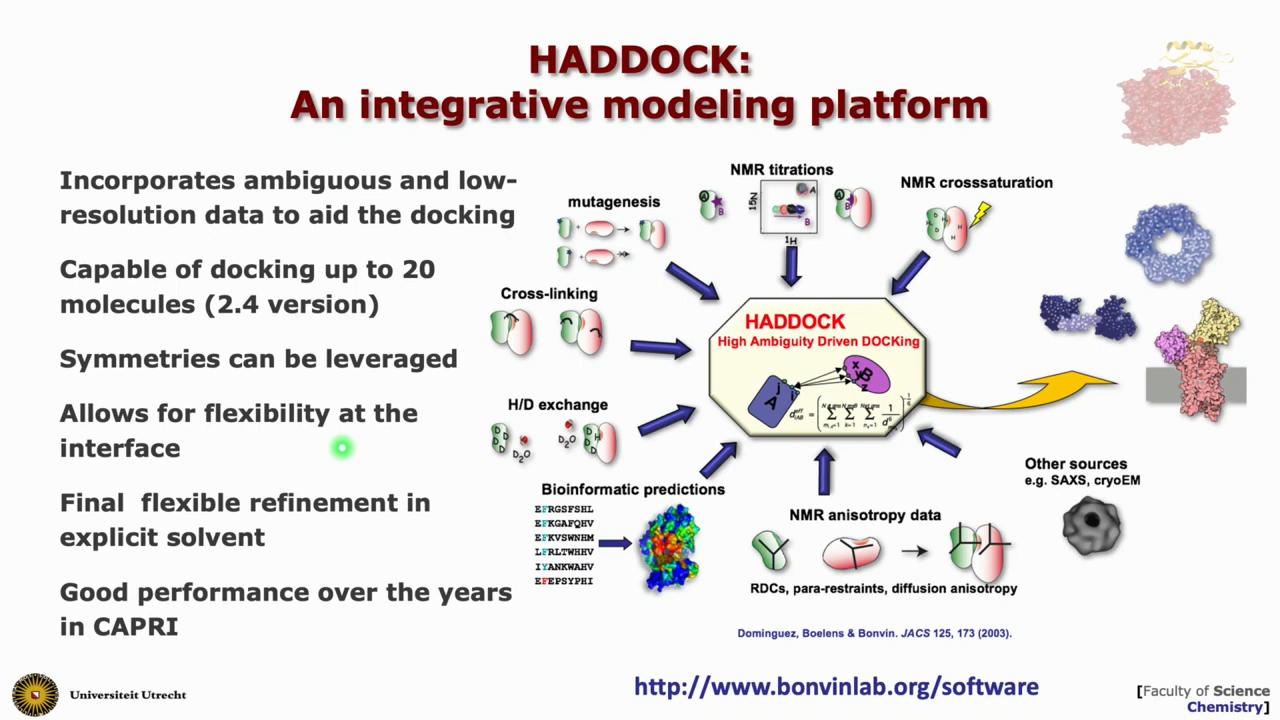 HADDOCK:
An integrative modeling platform
Incorporates ambiguous and low-
resolution data to aid the docking
Capable of docking up to 20
molecules (2.4 version)
Symmetries can be leveraged
Allows for flexibility at the
interface
Final flexible refinement in
explicit solvent
Good performance over the years
in CAPRI
mutagenesis
NMR titrations
15N
1H
A
B
NMR crosssaturation
Cross-linking
H/D exchange
D2O
D2O
Bioinformatic predictions
EFRGSFSHL
EFKGAFQHV
EFKVSWNHM
LFRLTWHHV
IYANKWAHV
EFEPSYPHI
HADDOCK
High Ambiguity Driven DOCKing
A
B
x
y
z
j
i
NMR anisotropy data
RDCs, para-restraints, diffusion anisotropy
Other sources
e.g. SAXS, cryoEM
Dominguez, Boelens & Bonvin. JACS 125, 173 (2003).
Universiteit Utrecht
http://www.bonvinlab.org/software
[Faculty of Science
Chemistry]